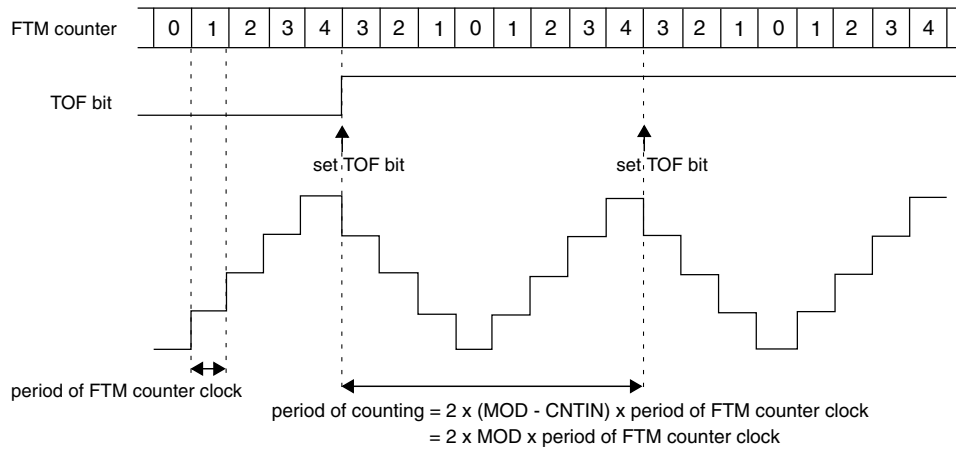 FTM counter 0 1 2 3 4 3 2 1 0 1 2 3 4 3 2 1 0 1 2 3 4
TOF bit
set TOF bit set TOF bit
period of FTM counter clock
period of counting = 2 x (MOD - CNTIN) x period of FTM counter clock
= 2 x MOD x period of FTM counter clock